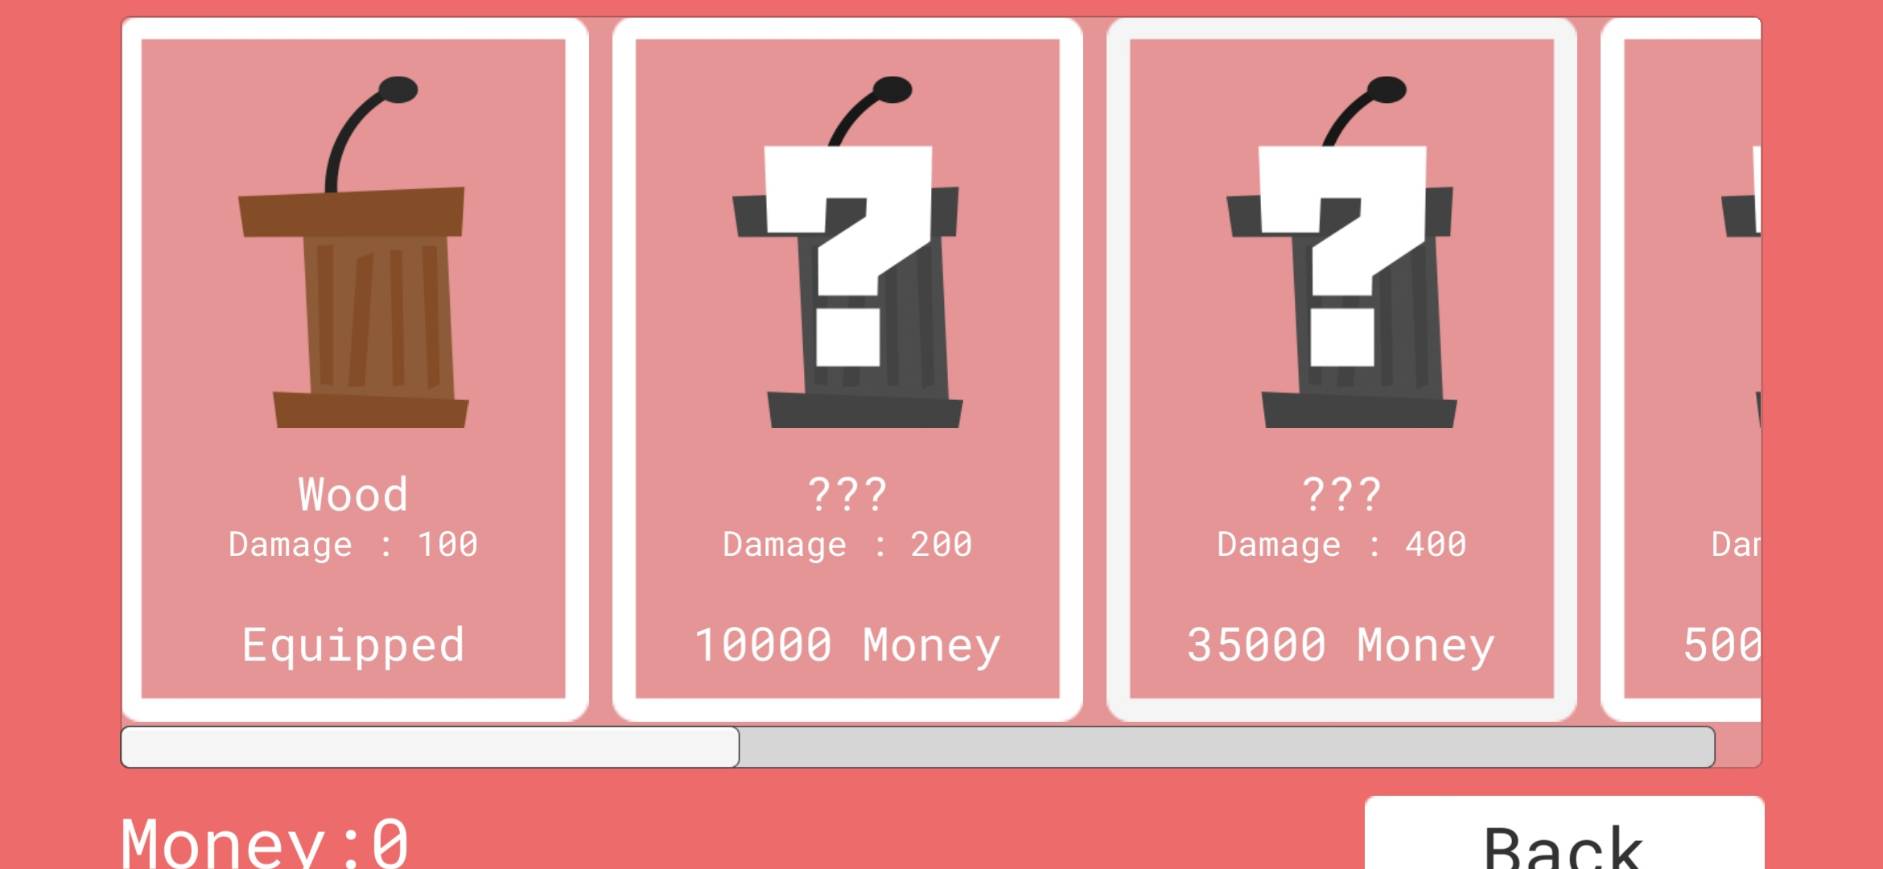 ?
?
Wood
Damage : 100
Equipped
???
Damage : 200
10000 Money
???
Damage : 400
35000 Money
Money:0
Back